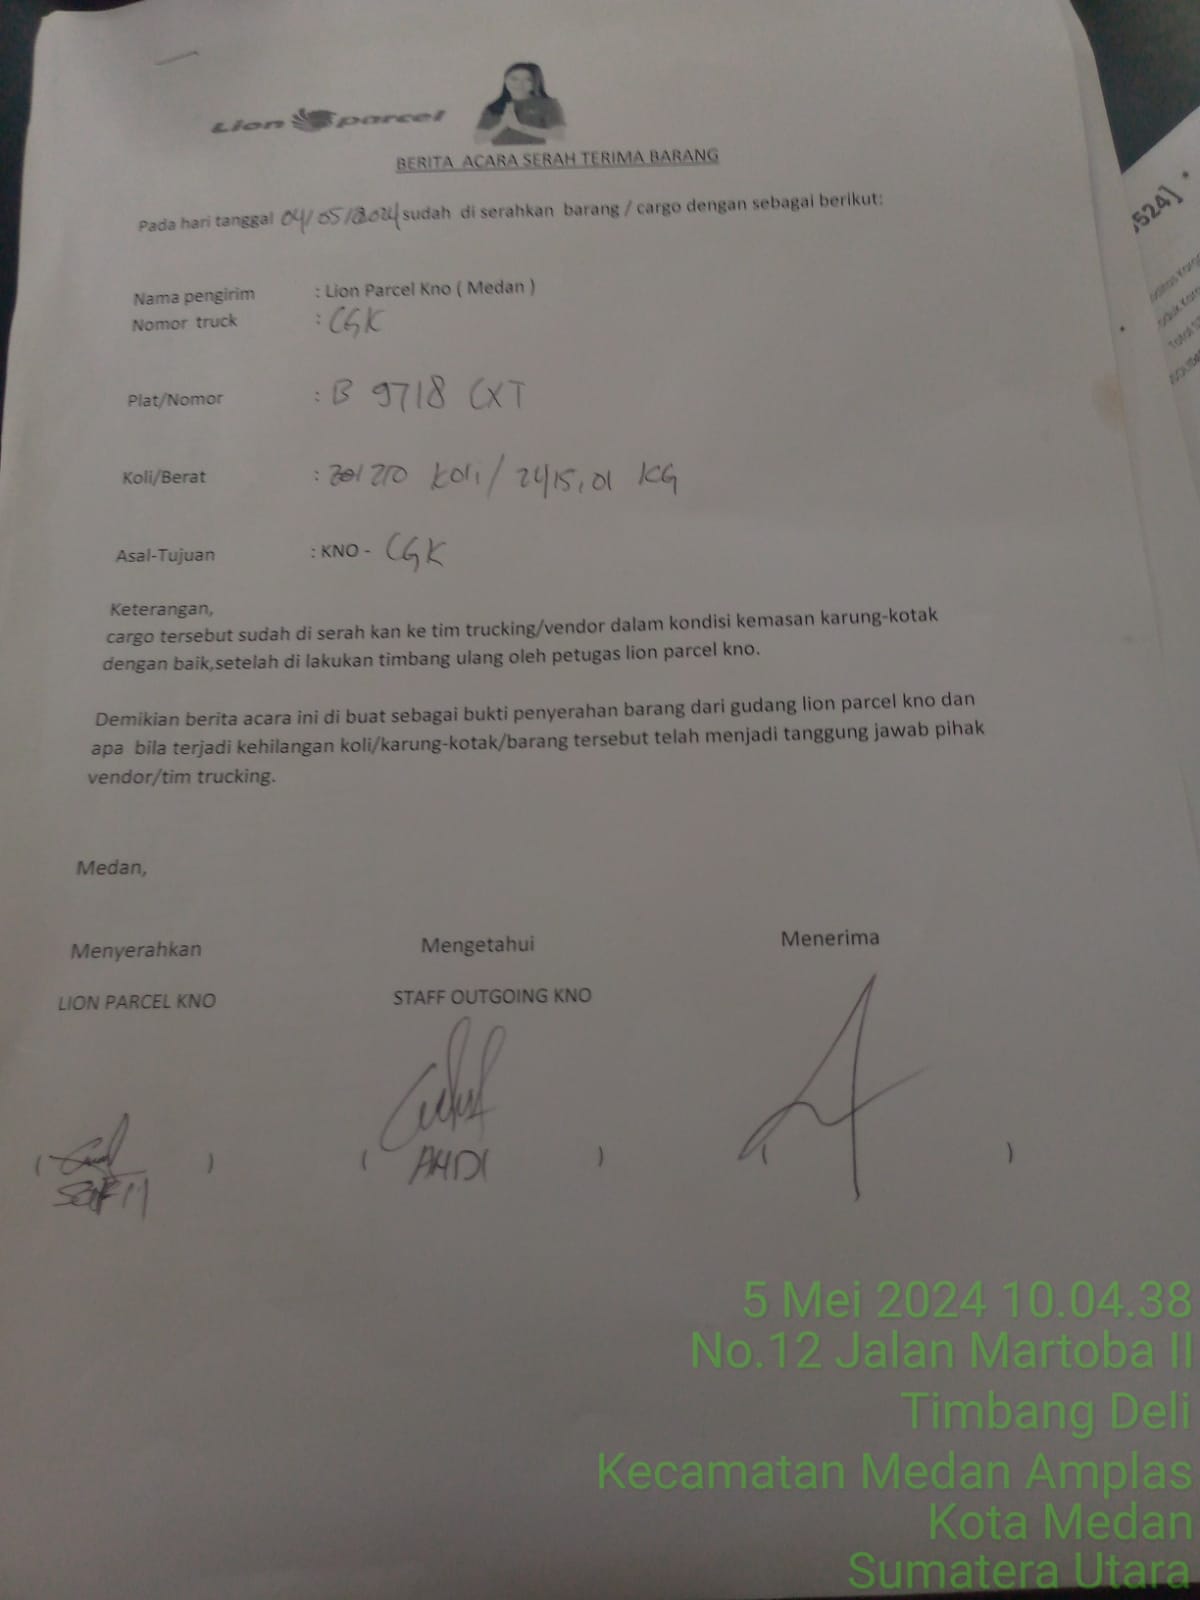 Lion parcel
BERITA ACARA SERAH TERIMA BARANG
Pada hari tanggal 04/05/2024 sudah di serahkan barang / cargo dengan sebagai berikut:
Nama pengirim : Lion Parcel Kno ( Medan )
Nomor truck : CGK
Plat/Nomor : B 9718 CXT
Koli/Berat : 210 Koli / 2415,01 KG
Asal-Tujuan : KNO - CGK
Keterangan,
cargo tersebut sudah di serah kan ke tim trucking/vendor dalam kondisi kemasan karung-kotak
dengan baik,setelah di lakukan timbang ulang oleh petugas lion parcel kno.
Demikian berita acara ini di buat sebagai bukti penyerahan barang dari gudang lion parcel kno dan
apa bila terjadi kehilangan koli/karung-kotak/barang tersebut telah menjadi tanggung jawab pihak
vendor/tim trucking.
Medan,
Menyerahkan Mengetahui Menerima
LION PARCEL KNO STAFF OUTGOING KNO
( ) ( ) )
5524] •
5 Mei 2024 10.04.38
No.12 Jalan Martoba II
Timbang Deli
Kecamatan Medan Amplas
Kota Medan
Sumatera Utara